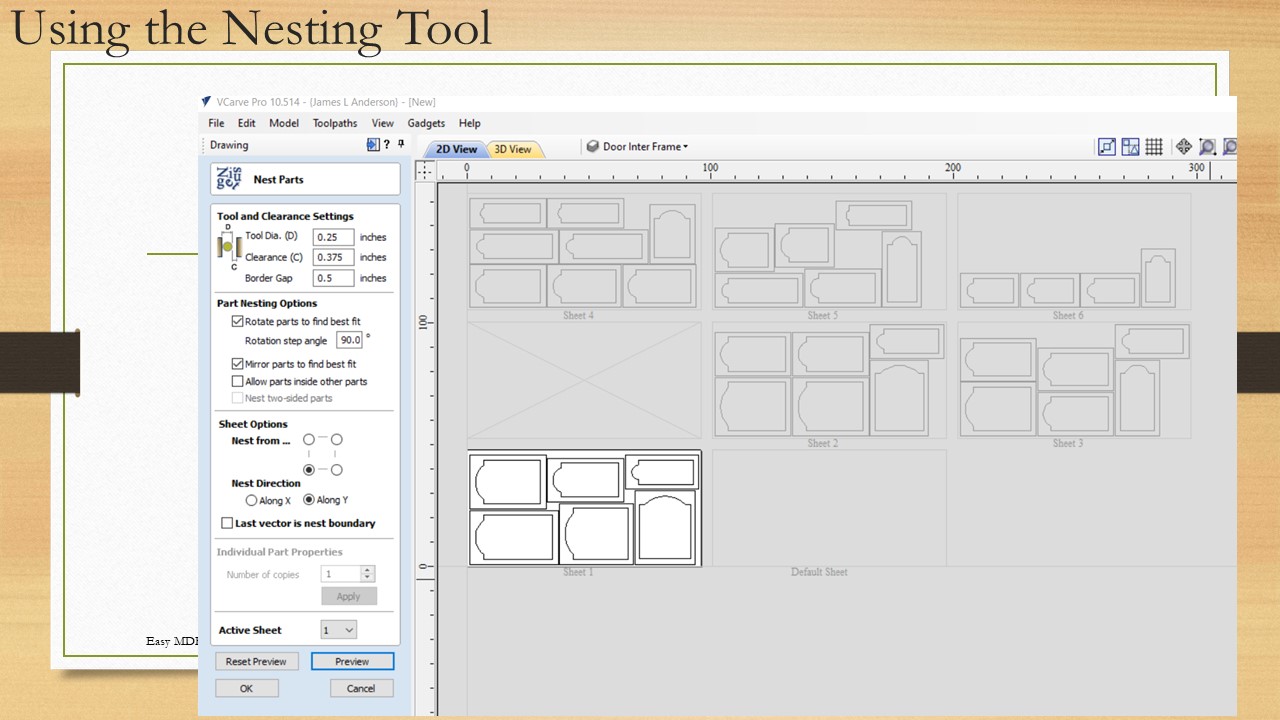 Using the Nesting Tool
VCarve Pro 10.514 - {James L Anderson} - [New]
File Edit Model Toolpaths View Gadgets Help
Drawing
?
2D View
3D View
Door Inter Frame
Nest Parts
0 100 200 300
Tool and Clearance Settings
D
C
Tool Dia. (D) 0.25 inches
Clearance (C) 0.375 inches
Border Gap 0.5 inches
Part Nesting Options
Rotate parts to find best fit
Rotation step angle 90.0 °
Mirror parts to find best fit
Allow parts inside other parts
Nest two-sided parts
Sheet Options
Nest from ...
Nest Direction
Along X Along Y
Last vector is nest boundary
Individual Part Properties
Number of copies 1
Apply
Active Sheet 1
Reset Preview Preview
OK Cancel
100
0
Sheet 4 Sheet 5 Sheet 6
Sheet 2 Sheet 3
Sheet 1 Default Sheet
Easy